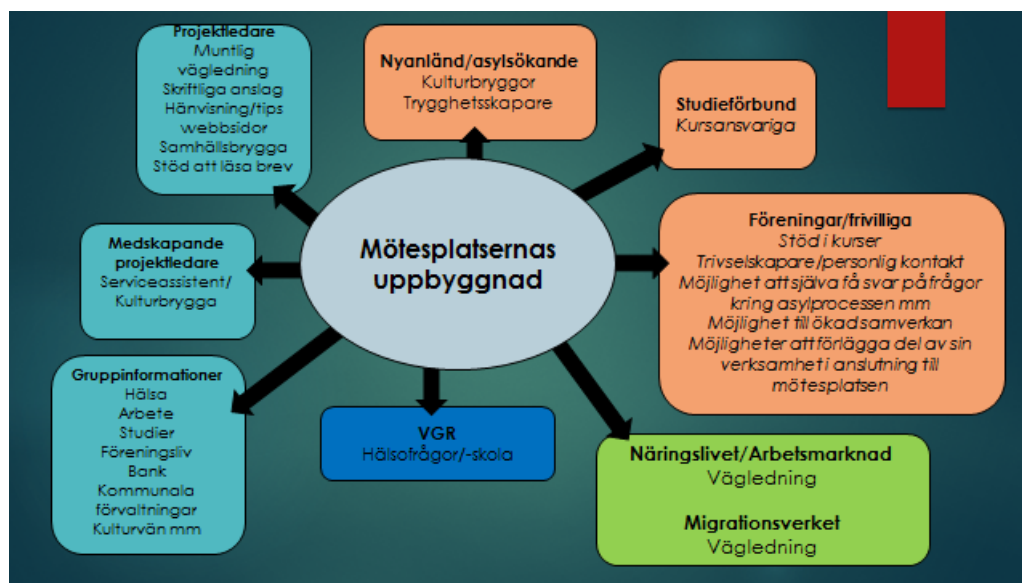 Projektledare
Muntlig
vägledning
Skriftliga anslag
Hänvisning/tips
webbsidor
Samhällsbrygga
Stöd att läsa brev
Nyanländ/asylsökande
Kulturbryggor
Trygghetsskapare
Studieförbund
Kursansvariga
Mötesplatsernas
uppbyggnad
Medskapande
projektledare
Serviceassistent/
Kulturbrygga
Föreningar/frivilliga
Stöd i kurser
Trivselskapare/personlig kontakt
Möjlighet att själva få svar på frågor
kring asylprocessen mm
Möjlighet till ökad samverkan
Möjligheter att förlägga del av sin
verksamhet i anslutning till
mötesplatsen
Gruppinformationer
Hälsa
Arbete
Studier
Föreningsliv
Bank
Kommunala
förvaltningar
Kulturvän mm
VGR
Hälsofrågor/-skola
Näringslivet/Arbetsmarknad
Vägledning
Migrationsverket
Vägledning